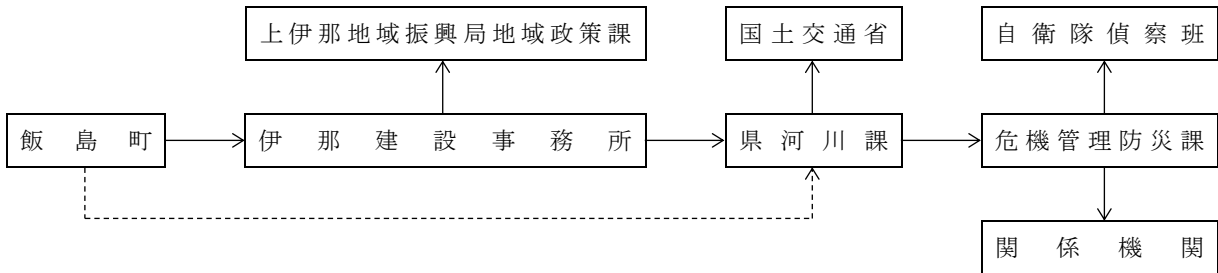 上伊那地域振興局地域政策課
国土交通省
自衛隊偵察班
飯島町
伊那建設事務所
県河川課
危機管理防災課
関係機関